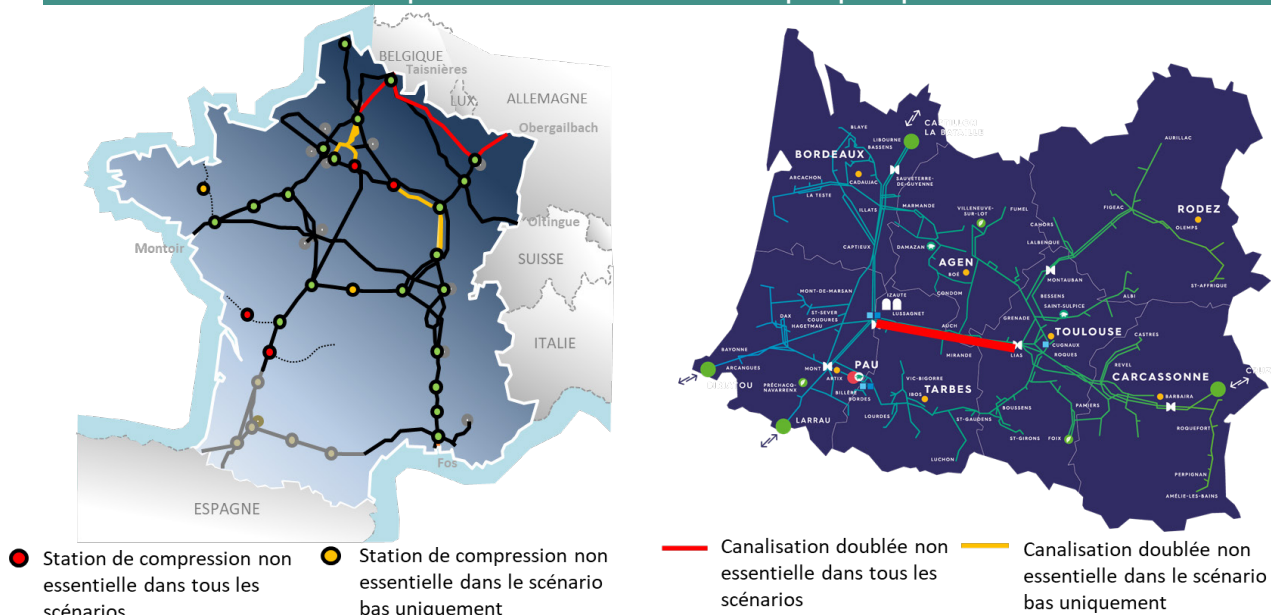 BELGIQUE
Taisnières
LUX
ALLEMAGNE
Obergailbach
Oltingue
SUISSE
ITALIE
Montoir
Fos
ESPAGNE
BLAYE
LIBOURNE
BASSENS
BORDEAUX
ARCACHON
CADAUJAC
LA TESTE
SAUVETERRE-
DE-GUYENNE
ILLATS
MARMANDE
VILLENEUVE-
SUR-LOT
FUMEL
CAHORS
LALBENQUE
AURILLAC
FIGEAC
RODEZ
OLEMPS
ST-AFFRIQUE
CAPTIEUX
DAMAZAN
AGEN
BOÉ
CONDOM
MONTAUBAN
BESSENS
SAINT-SULPICE
ALBI
MONT-DE-MARSAN
IZAUTE
LUSSAGNET
GRENADE
ST-SEVER
COUDURES
HAGETMAU
DAX
AUCH
TOULOUSE
CUGNAUX
ROQUES
CASTRES
BAYONNE
ARCANGUES
MIRANDE
LIAS
REVEL
MONT
ARTIX
PAU
PRÉCHACQ-
NAVARRENX
BILLÈRE
BORDES
VIC-BIGORRE
IBOS
TARBES
CARCASSONNE
BARBAIRA
LARRAU
LOURDES
ST-GAUDENS
BOUSSENS
PAMIERS
ST-GIRONS
FOIX
ROQUEFORT
LUCHON
PERPIGNAN
AMÉLIE-LES-BAINS
Station de compression non
essentielle dans tous les
scénarios
Station de compression non
essentielle dans le scénario
bas uniquement
Canalisation doublée non
essentielle dans tous les
scénarios
Canalisation doublée non
essentielle dans le scénario
bas uniquement